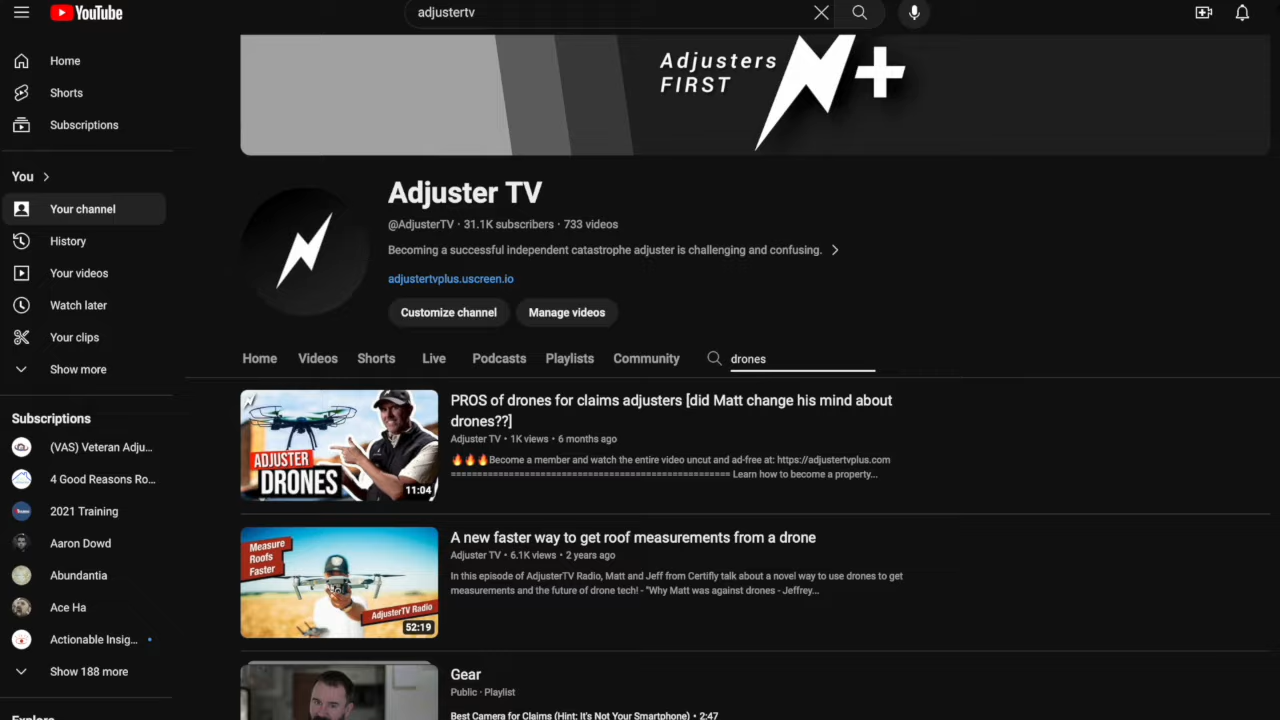 YouTube
adjustertv
Home
Shorts
Subscriptions
You
Your channel
History
Your videos
Watch later
Your clips
Show more
Subscriptions
(VAS) Veteran Adju...
4 Good Reasons Ro...
2021 Training
Aaron Dowd
Abundantia
Ace Ha
Actionable Insig...
Show 188 more
Explore
Adjusters
FIRST
Adjuster TV
@AdjusterTV · 31.1K subscribers · 733 videos
Becoming a successful independent catastrophe adjuster is challenging and confusing.
adjustertvplus.uscreen.io
Customize channel Manage videos
Home Videos Shorts Live Podcasts Playlists Community drones
ADJUSTER
DRONES
11:04
PROS of drones for claims adjusters [did Matt change his mind about
drones??]
Adjuster TV • 1K views • 6 months ago
🔥🔥🔥Become a member and watch the entire video uncut and ad-free at: https://adjustertvplus.com
================================================ Learn how to become a property...
Measure
Roofs
Faster
AdjusterTV Radio
52:19
A new faster way to get roof measurements from a drone
Adjuster TV • 6.1K views • 2 years ago
In this episode of AdjusterTV Radio, Matt and Jeff from Certifly talk about a novel way to use drones to get
measurements and the future of drone tech! - "Why Matt was against drones - Jeffrey...
Gear
Public · Playlist
Best Camera for Claims (Hint: It's Not Your Smartphone) • 2:47